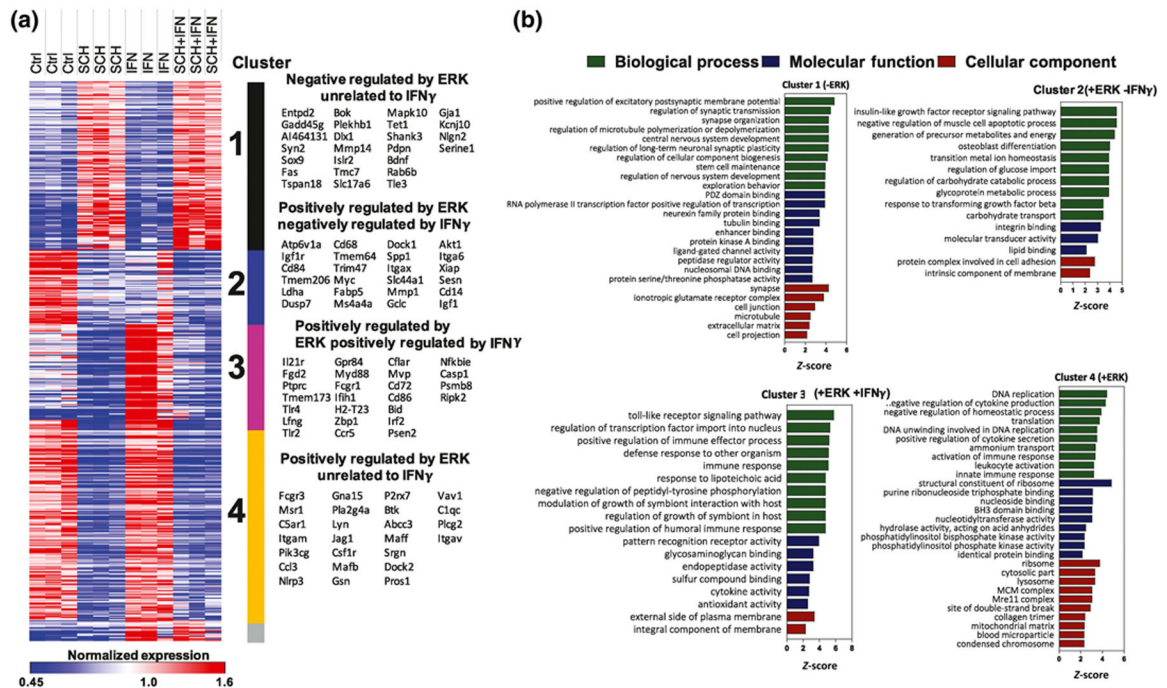 (a)
Ctrl
Ctrl
Ctrl
SCH
SCH
SCH
IFN
IFN
IFN
SCH+IFN
SCH+IFN
SCH+IFN
Cluster
1
2
3
4
Negative regulated by ERK
unrelated to IFNγ
Entpd2 Bok Mapk10 Gja1
Gadd45g Plekhb1 Tet1 Kcnj10
AI464131 Dlx1 Shank3 Nlgn2
Syn2 Mmp14 Pdpn Serine1
Sox9 Islr2 Bdnf
Fas Tmc7 Rab6b
Tspan18 Slc17a6 Tle3
Positively regulated by ERK
negatively regulated by IFNγ
Atp6v1a Cd68 Dock1 Akt1
Igf1r Tmem64 Spp1 Itga6
Cd84 Trim47 Itgax Xiap
Tmem206 Myc Slc44a1 Sesn
Ldha Fabp5 Mmp1 Cd14
Dusp7 Ms4a4a Gclc Igf1
Positively regulated by
ERK positively regulated by IFNγ
Il21r Gpr84 Cflar Nfkbie
Fgd2 Myd88 Mvp Casp1
Ptprc Fcgr1 Cd72 Psmb8
Tmem173 Ifih1 Cd86 Ripk2
Tlr4 H2-T23 Bid
Lfng Zbp1 Irf2
Tlr2 Ccr5 Psen2
Positively regulated by ERK
unrelated to IFNγ
Fcgr3 Gna15 P2rx7 Vav1
Msr1 Pla2g4a Btk C1qc
C5ar1 Lyn Abcc3 Plcg2
Itgam Jag1 Maff Itgav
Pik3cg Csf1r Srgn
Ccl3 Mafb Dock2
Nlrp3 Gsn Pros1
Normalized expression
0.45 1.0 1.6
(b)
Biological process Molecular function Cellular component
Cluster 1 (-ERK)
positive regulation of excitatory postsynaptic membrane potential
regulation of synaptic transmission
synapse organization
regulation of microtubule polymerization or depolymerization
central nervous system development
regulation of long-term neuronal synaptic plasticity
regulation of cellular component biogenesis
stem cell maintenance
regulation of nervous system development
exploration behavior
PDZ domain binding
RNA polymerase II transcription factor positive regulation of transcription
neurexin family protein binding
tubulin binding
enhancer binding
protein kinase A binding
ligand-gated channel activity
peptidase regulator activity
nucleosomal DNA binding
protein serine/threonine phosphatase activity
synapse
ionotropic glutamate receptor complex
cell junction
microtubule
extracellular matrix
cell projection
0 2 4 6
Z-score
Cluster 2(+ERK -IFNγ)
insulin-like growth factor receptor signaling pathway
negative regulation of muscle cell apoptotic process
generation of precursor metabolites and energy
osteoblast differentiation
transition metal ion homeostasis
regulation of glucose import
regulation of carbohydrate catabolic process
glycoprotein metabolic process
response to transforming growth factor beta
carbohydrate transport
integrin binding
molecular transducer activity
lipid binding
protein complex involved in cell adhesion
intrinsic component of membrane
0 1 2 3 4 5
Z-score
Cluster 3 (+ERK +IFNγ)
toll-like receptor signaling pathway
regulation of transcription factor import into nucleus
positive regulation of immune effector process
defense response to other organism
immune response
response to lipoteichoic acid
negative regulation of peptidyl-tyrosine phosphorylation
modulation of growth of symbiont interaction with host
regulation of growth of symbiont in host
positive regulation of humoral immune response
pattern recognition receptor activity
glycosaminoglycan binding
endopeptidase activity
sulfur compound binding
cytokine activity
antioxidant activity
external side of plasma membrane
integral component of membrane
0 2 4 6 8
Z-score
Cluster 4 (+ERK)
DNA replication
negative regulation of cytokine production
negative regulation of homeostatic process
translation
DNA unwinding involved in DNA replication
positive regulation of cytokine secretion
ammonium transport
activation of immune response
leukocyte activation
innate immune response
structural constituent of ribosome
purine ribonucleoside triphosphate binding
nucleoside binding
BH3 domain binding
nucleotidyltransferase activity
hydrolase activity, acting on acid anhydrides
phosphatidylinositol bisphosphate kinase activity
phosphatidylinositol phosphate kinase activity
identical protein binding
ribsome
cytosolic part
lysosome
MCM complex
Mre11 complex
site of double-strand break
collagen trimer
mitochondrial matrix
blood microparticle
condensed chromosome
0 2 4 6
Z-score